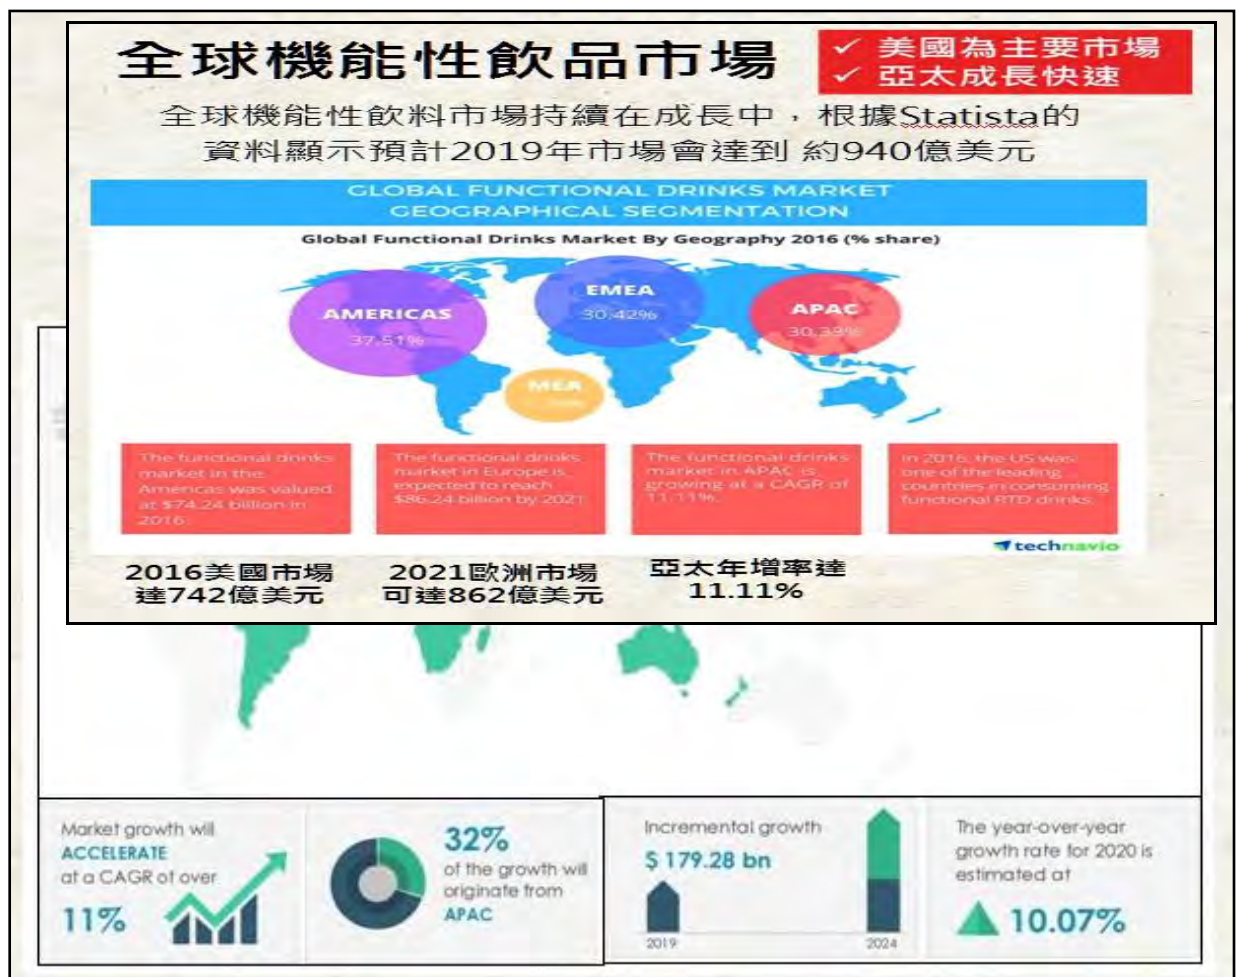 全球機能性飲品市場
✓ 美國為主要市場
✓ 亞太成長快速
全球機能性飲料市場持續在成長中，根據Statista的
資料顯示預計2019年市場會達到 約940億美元
GLOBAL FUNCTIONAL DRINKS MARKET
GEOGRAPHICAL SEGMENTATION
Global Functional Drinks Market By Geography 2016 (% share)
AMERICAS
37.51%
EMEA
30.42%
APAC
30.39%
MEA
The functional drinks
market in the
Americas was valued
at $74.24 billion in
2016
The functional drinks
market in Europe is
expected to reach
$86.24 billion by 2021
The functional drinks
market in APAC is
growing at a CAGR of
11.11%.
In 2016, the US was
one of the leading
countries in consuming
functional RTD drinks.
technavio
2016美國市場
達742億美元
2021歐洲市場
可達862億美元
亞太年增率達
11.11%
Market growth will
ACCELERATE
at a CAGR of over
11%
32%
of the growth will
originate from
APAC
Incremental growth
$ 179.28 bn
2019
2024
The year-over-year
growth rate for 2020 is
estimated at
10.07%